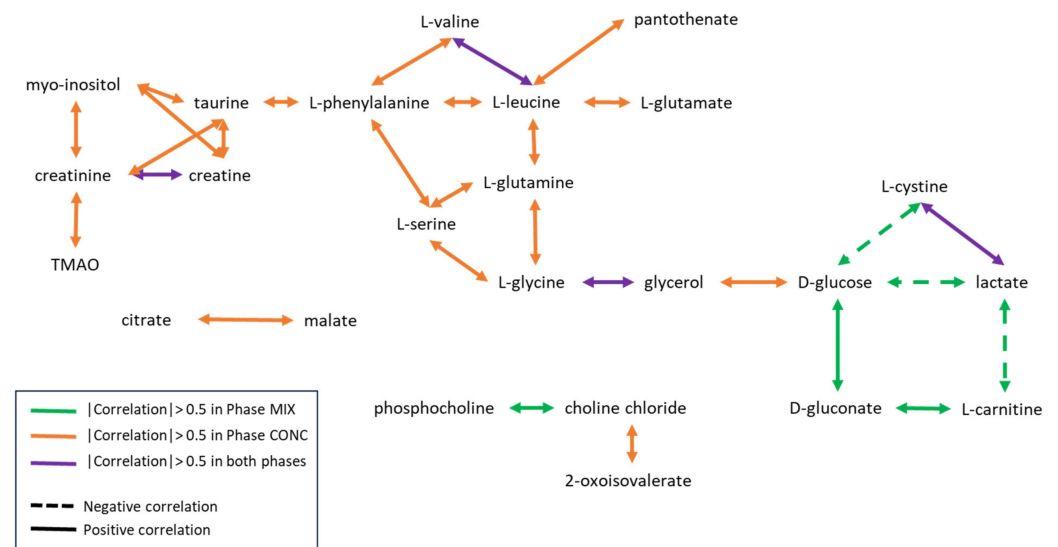 L-valine
pantothenate
myo-inositol
taurine
L-phenylalanine
L-leucine
L-glutamate
creatinine
creatine
L-glutamine
L-cystine
L-serine
TMAO
L-glycine
glycerol
D-glucose
lactate
citrate
malate
phosphocholine
choline chloride
D-gluconate
L-carnitine
2-oxoisovalerate
|Correlation| > 0.5 in Phase MIX
|Correlation| > 0.5 in Phase CONC
|Correlation| > 0.5 in both phases
Negative correlation
Positive correlation